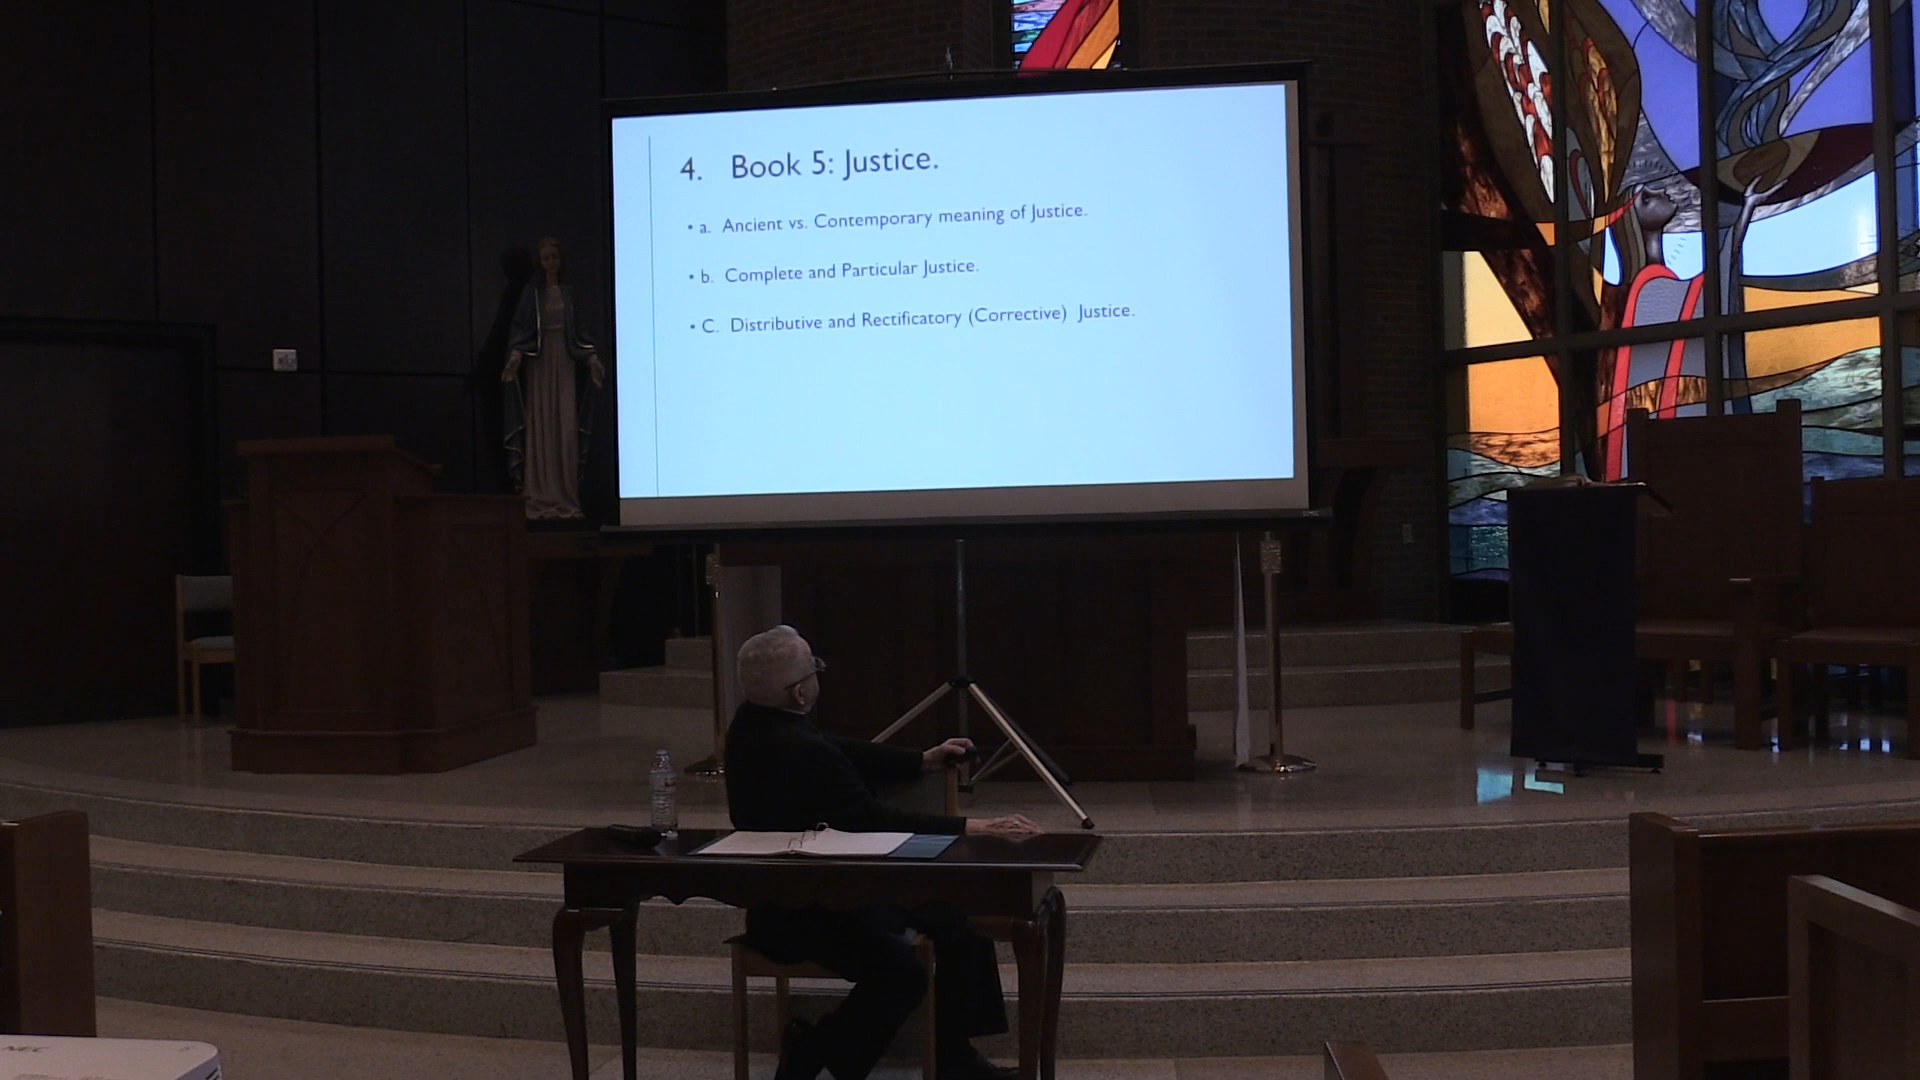 4. Book 5: Justice.
• a. Ancient vs. Contemporary meaning of Justice.
• b. Complete and Particular Justice.
• C. Distributive and Rectificatory (Corrective) Justice.
NEC